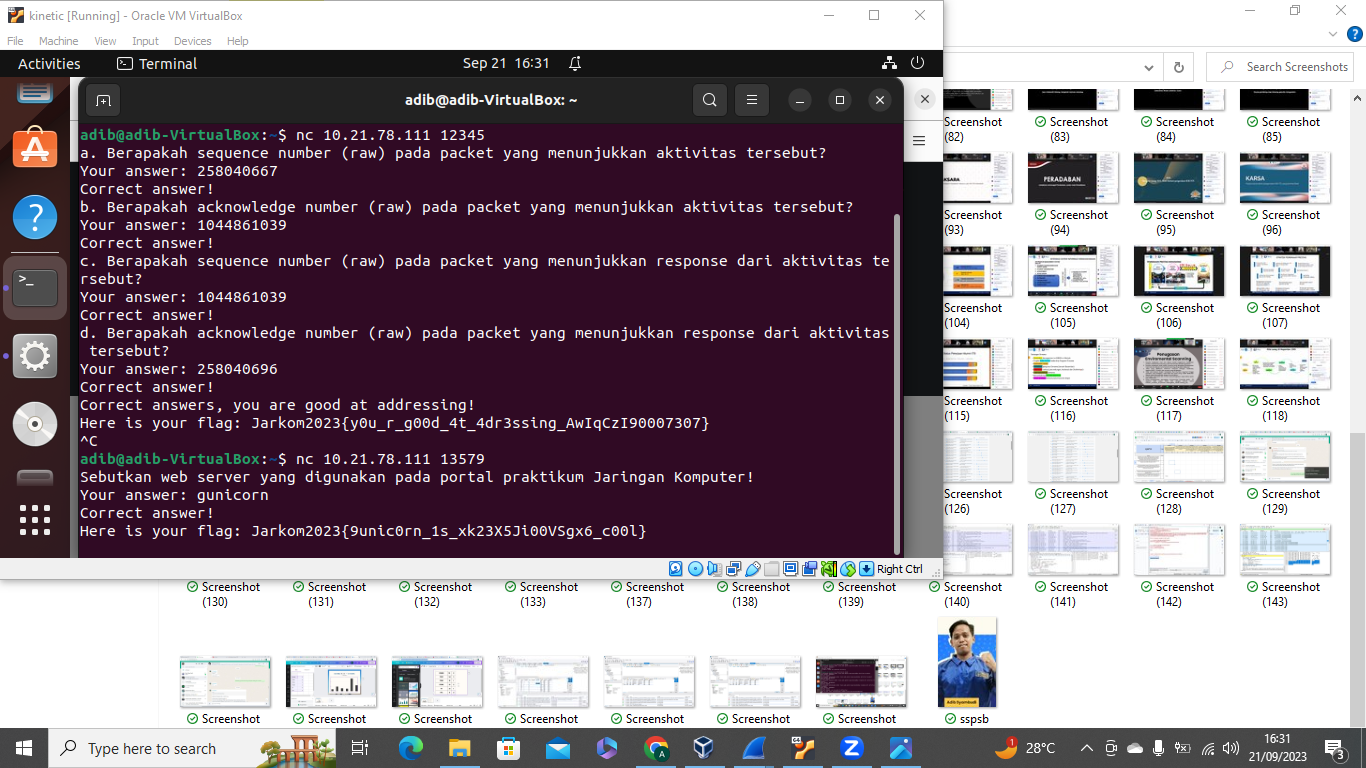 kinetic [Running] - Oracle VM VirtualBox
File Machine View Input Devices Help
Activities Terminal Sep 21 16:31
adib@adib-VirtualBox: ~
adib@adib-VirtualBox:~$ nc 10.21.78.111 12345
a. Berapakah sequence number (raw) pada packet yang menunjukkan aktivitas tersebut?
Your answer: 258040667
Correct answer!
b. Berapakah acknowledge number (raw) pada packet yang menunjukkan aktivitas tersebut?
Your answer: 1044861039
Correct answer!
c. Berapakah sequence number (raw) pada packet yang menunjukkan response dari aktivitas te
rsebut?
Your answer: 1044861039
Correct answer!
d. Berapakah acknowledge number (raw) pada packet yang menunjukkan response dari aktivitas
tersebut?
Your answer: 258040696
Correct answer!
Correct answers, you are good at addressing!
Here is your flag: Jarkom2023{y0u_r_g00d_4t_4dr3ssing_AwIqCzI90007307}
^C
adib@adib-VirtualBox:~$ nc 10.21.78.111 13579
Sebutkan web server yang digunakan pada portal praktikum Jaringan Komputer!
Your answer: gunicorn
Correct answer!
Here is your flag: Jarkom2023{9unic0rn_1s_xk23X5Ji00VSgx6_c00l}
Right Ctrl
Search Screenshots
Screenshot (82) Screenshot (83) Screenshot (84) Screenshot (85)
PERADABAN
KARSA
Screenshot (93) Screenshot (94) Screenshot (95) Screenshot (96)
Screenshot (104) Screenshot (105) Screenshot (106) Screenshot (107)
Screenshot (115) Screenshot (116) Screenshot (117) Screenshot (118)
Screenshot (126) Screenshot (127) Screenshot (128) Screenshot (129)
Screenshot (130) Screenshot (131) Screenshot (132) Screenshot (133) Screenshot (137) Screenshot (138) Screenshot (139) Screenshot (140) Screenshot (141) Screenshot (142) Screenshot (143)
Screenshot Screenshot Screenshot Screenshot Screenshot Screenshot Screenshot sspsb
Type here to search
28°C
16:31
21/09/2023
3